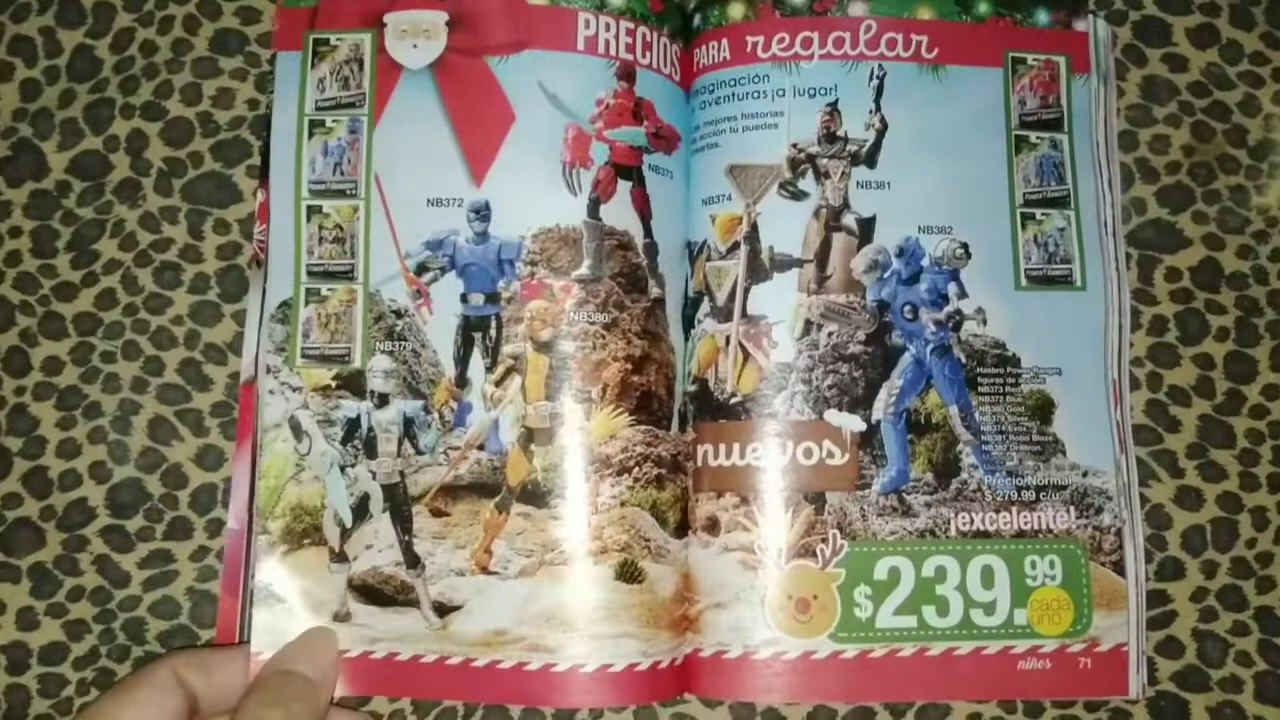 PRECIOS PARA regalar
maginación
aventuras ¡a jugar!
mejores historias
acción tú puedes
NB373
NB381
NB374
NB372
NB382
NB380
NB379
Hasbro Power Ranger,
figuras de acción.
NB373 Red.
NB372 Blue.
NB380 Gold.
NB379 Silver.
NB374 Evox.
NB381 Robo Blaze.
NB382 Drilltron.
nuevos
Precio Normal
$ 279.99 c/u.
¡excelente!
$239.99
cada
uno
niños 71